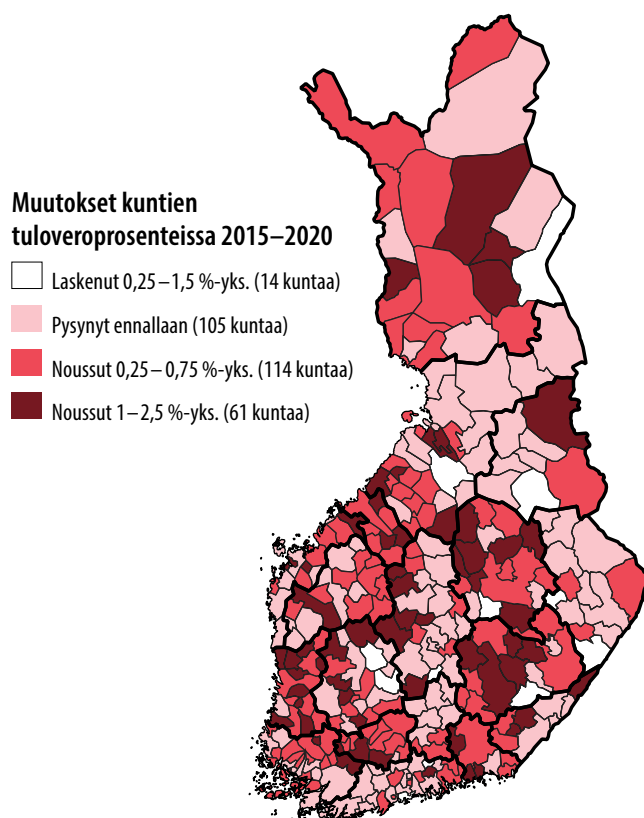 Muutokset kuntien
tuloveroprosenteissa 2015–2020
Laskenut 0,25–1,5 %-yks. (14 kuntaa)
Pysynyt ennallaan (105 kuntaa)
Noussut 0,25–0,75 %-yks. (114 kuntaa)
Noussut 1–2,5 %-yks. (61 kuntaa)